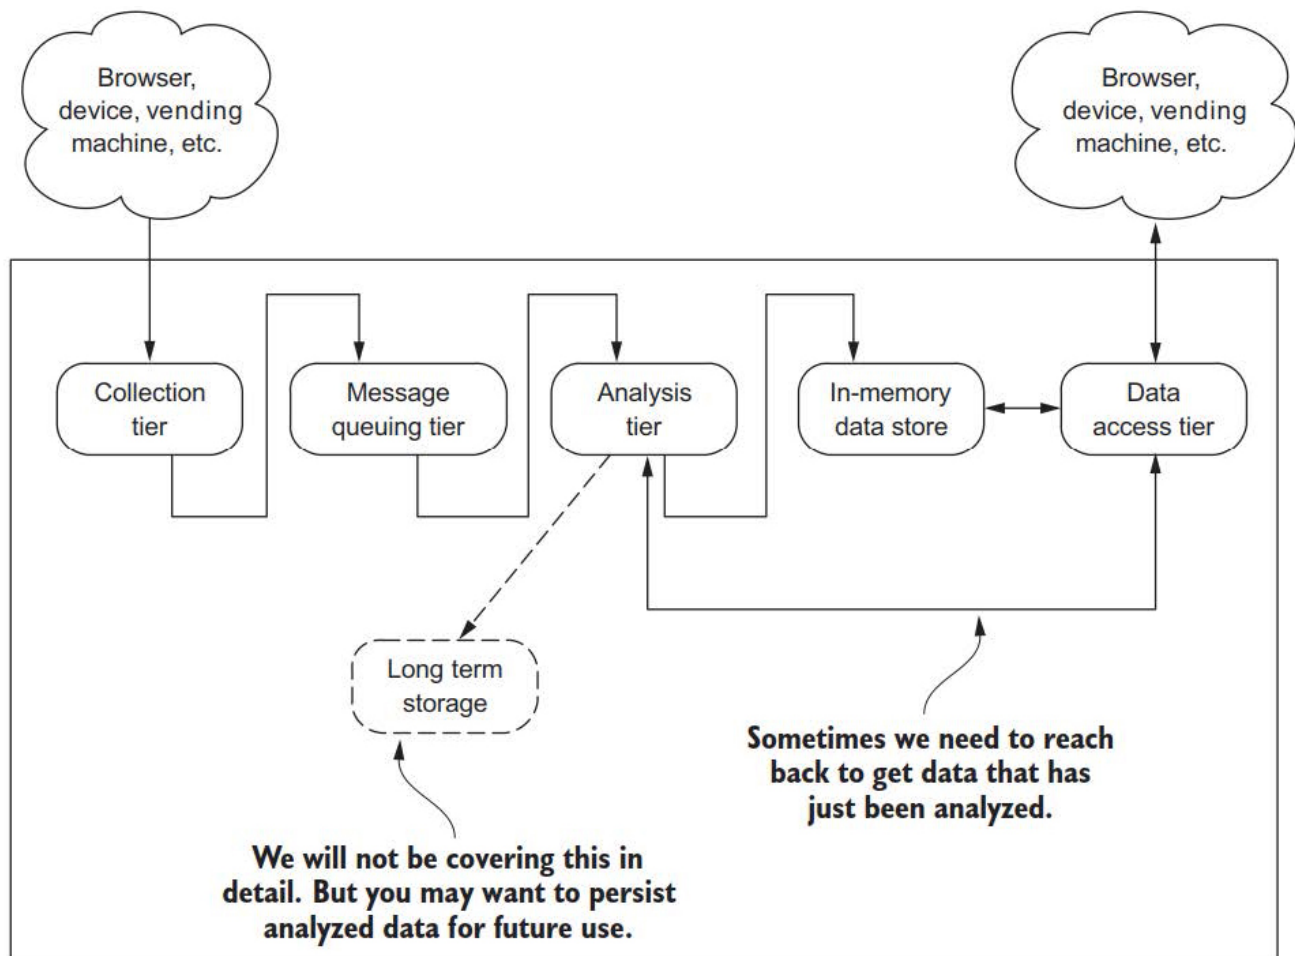 Browser,
device, vending
machine, etc.
Browser,
device, vending
machine, etc.
Collection
tier
Message
queuing tier
Analysis
tier
In-memory
data store
Data
access tier
Long term
storage
Sometimes we need to reach
back to get data that has
just been analyzed.
We will not be covering this in
detail. But you may want to persist
analyzed data for future use.